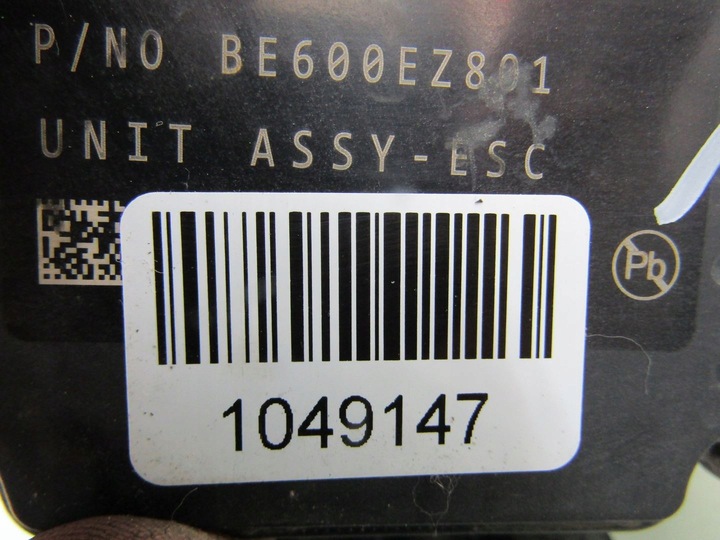 P/NO BE600EZ801
UNIT ASSY-ESC
Pb
1049147